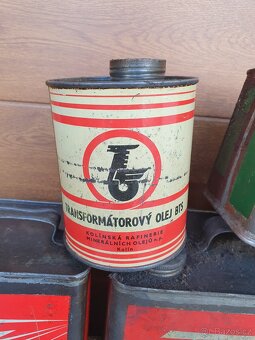 TRANSFORMÁTOROVÝ OLEJ BTS
KOLÍNSKÁ RAFINERIE
MINERÁLNÍCH OLEJŮ n.p.
Kolín